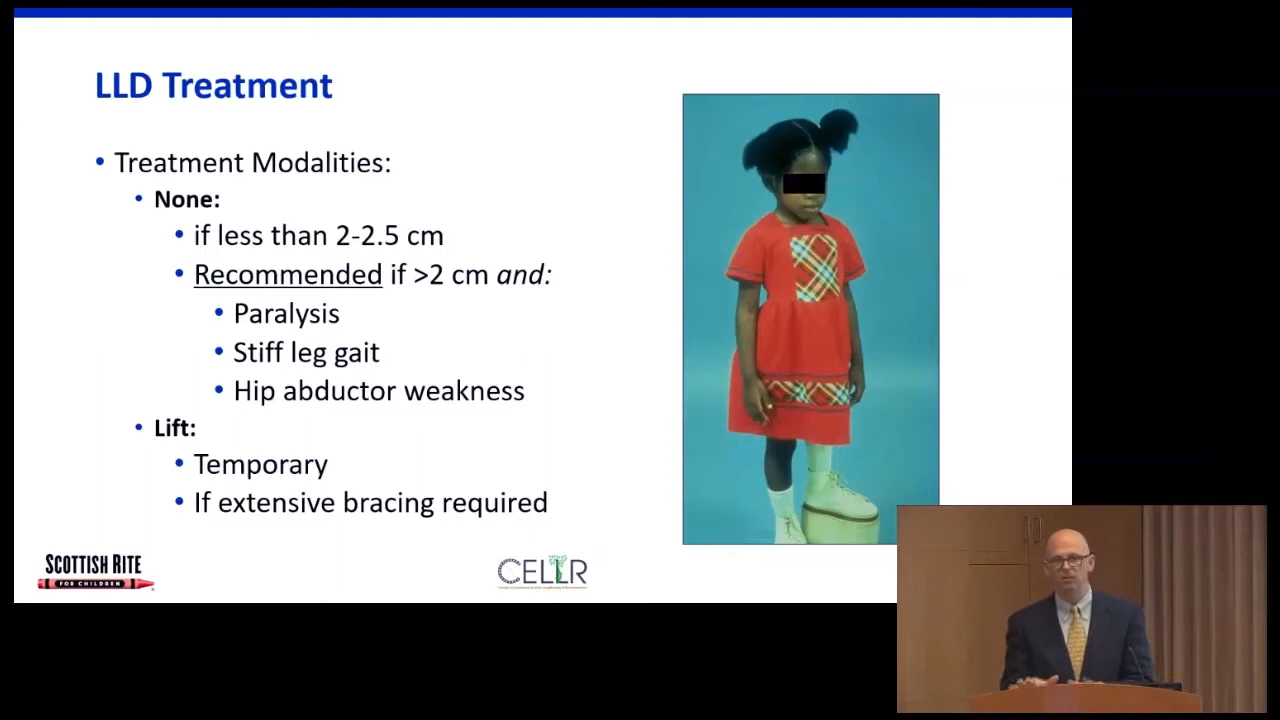 LLD Treatment
• Treatment Modalities:
• None:
• if less than 2-2.5 cm
• Recommended if >2 cm and:
• Paralysis
• Stiff leg gait
• Hip abductor weakness
• Lift:
• Temporary
• If extensive bracing required
SCOTTISH RITE
FOR CHILDREN
CELLR